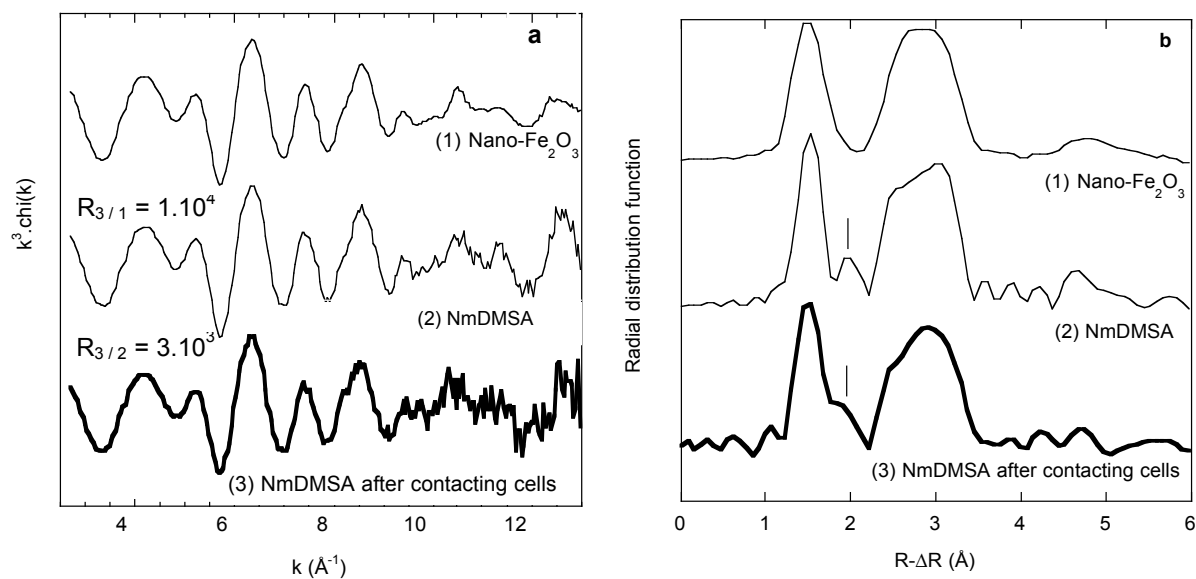 a
(1) Nano-Fe₂O₃
R₃/₁ = 1.10⁴
(2) NmDMSA
R₃/₂ = 3.10³
(3) NmDMSA after contacting cells
k³.chi(k)
4 6 8 10 12
k (Å⁻¹)
b
(1) Nano-Fe₂O₃
(2) NmDMSA
(3) NmDMSA after contacting cells
Radial distribution function
0 1 2 3 4 5 6
R-ΔR (Å)